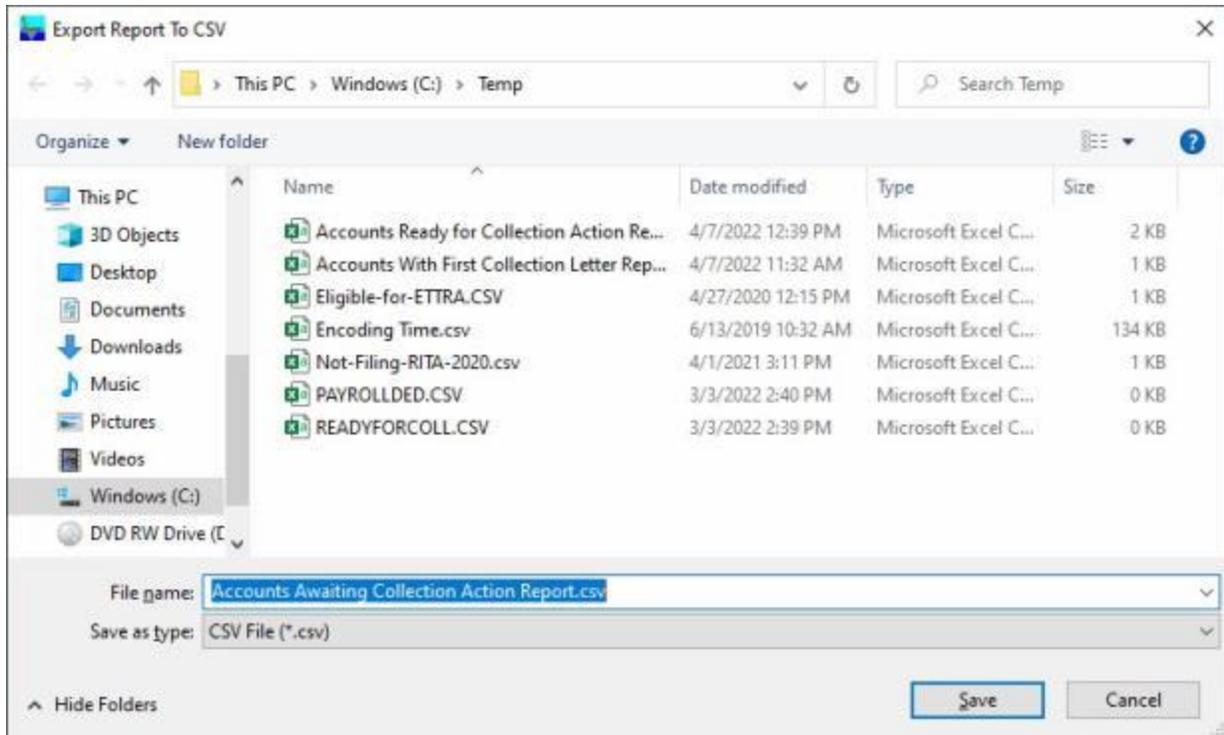 Export Report To CSV
This PC > Windows (C:) > Temp
Search Temp
Organize
New folder
Name
Date modified
Type
Size
This PC
3D Objects
Desktop
Documents
Downloads
Music
Pictures
Videos
Windows (C:)
DVD RW Drive (D
Accounts Ready for Collection Action Re... 4/7/2022 12:39 PM Microsoft Excel C... 2 KB
Accounts With First Collection Letter Rep... 4/7/2022 11:32 AM Microsoft Excel C... 1 KB
Eligible-for-ETTRA.CSV 4/27/2020 12:15 PM Microsoft Excel C... 1 KB
Encoding Time.csv 6/13/2019 10:32 AM Microsoft Excel C... 134 KB
Not-Filing-RITA-2020.csv 4/1/2021 3:11 PM Microsoft Excel C... 1 KB
PAYROLLDED.CSV 3/3/2022 2:40 PM Microsoft Excel C... 0 KB
READYFORCOLL.CSV 3/3/2022 2:39 PM Microsoft Excel C... 0 KB
File name: Accounts Awaiting Collection Action Report.csv
Save as type: CSV File (*.csv)
Hide Folders
Save
Cancel